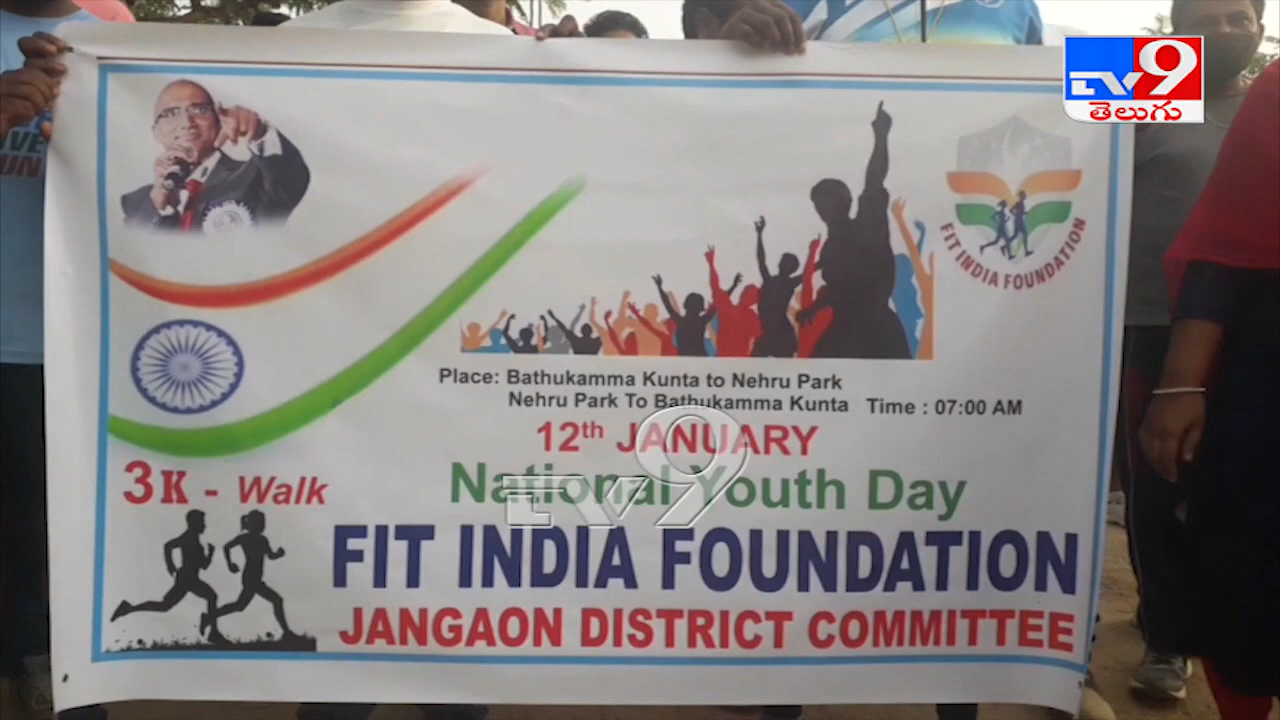 TV9
తెలుగు
FIT INDIA FOUNDATION
Place: Bathukamma Kunta to Nehru Park
Nehru Park To Bathukamma Kunta Time : 07:00 AM
12th JANUARY
National Youth Day
TV9
3K - Walk
FIT INDIA FOUNDATION
JANGAON DISTRICT COMMITTEE